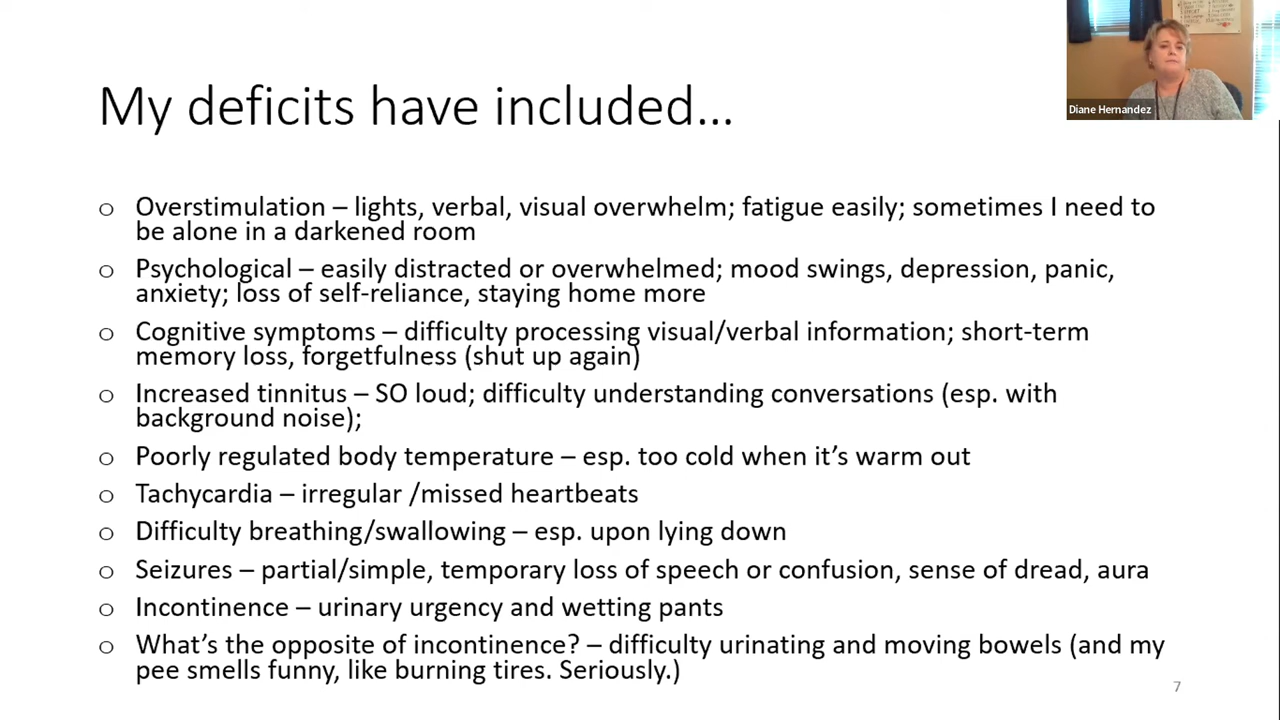 Diane Hernandez
My deficits have included...
o Overstimulation – lights, verbal, visual overwhelm; fatigue easily; sometimes I need to
be alone in a darkened room
o Psychological – easily distracted or overwhelmed; mood swings, depression, panic,
anxiety; loss of self-reliance, staying home more
o Cognitive symptoms – difficulty processing visual/verbal information; short-term
memory loss, forgetfulness (shut up again)
o Increased tinnitus – SO loud; difficulty understanding conversations (esp. with
background noise);
o Poorly regulated body temperature – esp. too cold when it’s warm out
o Tachycardia – irregular /missed heartbeats
o Difficulty breathing/swallowing – esp. upon lying down
o Seizures – partial/simple, temporary loss of speech or confusion, sense of dread, aura
o Incontinence – urinary urgency and wetting pants
o What’s the opposite of incontinence? – difficulty urinating and moving bowels (and my
pee smells funny, like burning tires. Seriously.)
7